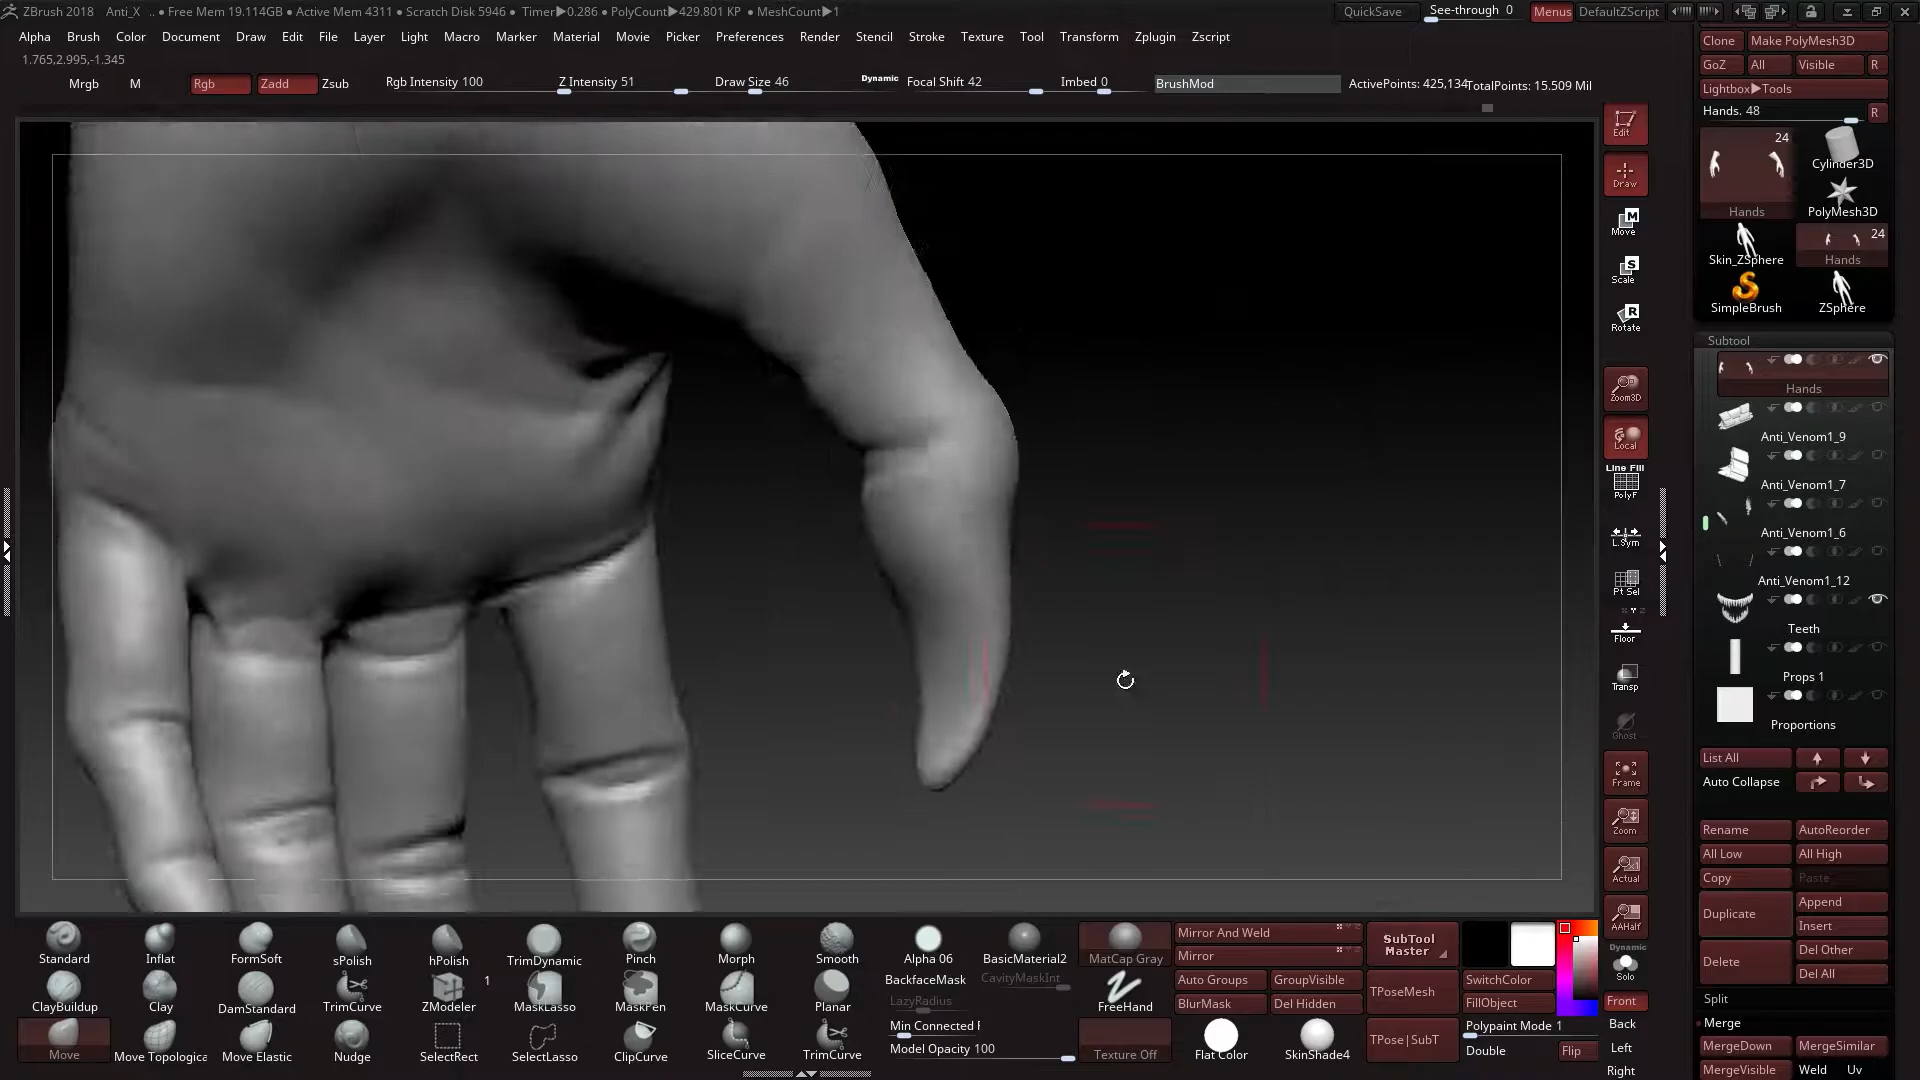 ZBrush 2018 Anti_X .. ● Free Mem 19.114GB ● Active Mem 4311 ● Scratch Disk 5946 ● Timer▶0.286 ● PolyCount▶429.801 KP ● MeshCount▶1 QuickSave See-through 0 Menus DefaultZScript
Alpha Brush Color Document Draw Edit File Layer Light Macro Marker Material Movie Picker Preferences Render Stencil Stroke Texture Tool Transform Zplugin Zscript
1.765,2.995,-1.345
Mrgb M Rgb Zadd Zsub Rgb Intensity 100 Z Intensity 51 Draw Size 46 Dynamic Focal Shift 42 Imbed 0 BrushMod ActivePoints: 425,134 TotalPoints: 15.509 Mil
Edit
Draw
M
Move
S
Scale
R
Rotate
Zoom3D
Local
Line Fill
PolyF
L.Sym
Pt Sel
Floor
Transp
Ghost
Frame
Zoom
Actual
AAHalf
Dynamic
Solo
Front
Back
Left
Right
Clone Make PolyMesh3D
GoZ All Visible R
Lightbox▶Tools
Hands. 48 R
24
Cylinder3D
Hands PolyMesh3D
24
Skin_ZSphere Hands
SimpleBrush ZSphere
Subtool
Hands
Anti_Venom1_9
Anti_Venom1_7
Anti_Venom1_6
Anti_Venom1_12
Teeth
Props 1
Proportions
List All
Auto Collapse
Rename AutoReorder
All Low All High
Copy Paste
Duplicate Append
Insert
Delete Del Other
Del All
Split
Merge
MergeDown MergeSimilar
MergeVisible Weld Uv
Standard Inflat FormSoft sPolish hPolish TrimDynamic Pinch Morph Smooth Alpha 06 BasicMaterial2 MatCap Gray
ClayBuildup Clay DamStandard TrimCurve ZModeler 1 MaskLasso MaskPen MaskCurve Planar
Move Move Topologica Move Elastic Nudge SelectRect SelectLasso ClipCurve SliceCurve TrimCurve
BackfaceMask CavityMaskInt
LazyRadius FreeHand
Min Connected F
Model Opacity 100 Texture Off
Mirror And Weld
Mirror
Auto Groups GroupVisible
BlurMask Del Hidden
Flat Color SkinShade4
SubTool
Master
TPoseMesh
TPose|SubT
SwitchColor
FillObject
Polypaint Mode 1
Double Flip